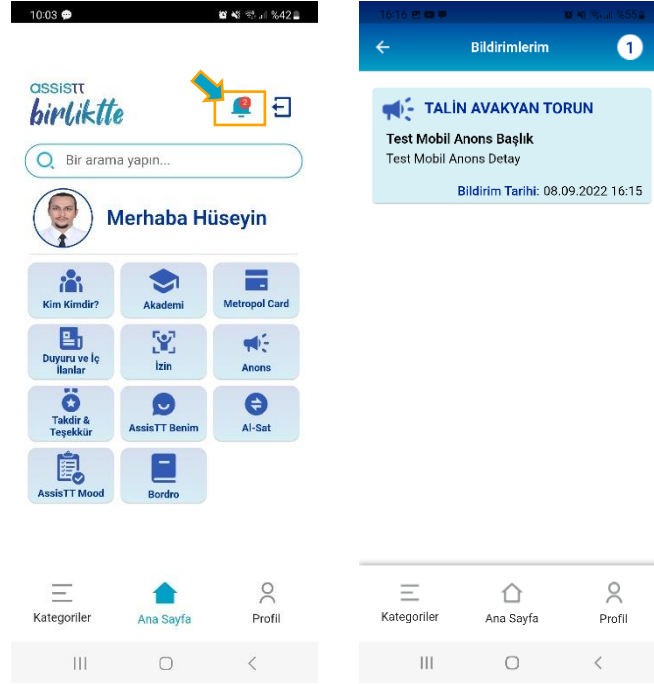 10:03
%42
assisTT
birliktte
2
Bir arama yapın...
Merhaba Hüseyin
Kim Kimdir?
Akademi
Metropol Card
Duyuru ve İç
İlanlar
İzin
Anons
Takdir &
Teşekkür
AssisTT Benim
Al-Sat
AssisTT Mood
Bordro
Kategoriler
Ana Sayfa
Profil
16:16
%55
Bildirimlerim
1
TALİN AVAKYAN TORUN
Test Mobil Anons Başlık
Test Mobil Anons Detay
Bildirim Tarihi: 08.09.2022 16:15
Kategoriler
Ana Sayfa
Profil